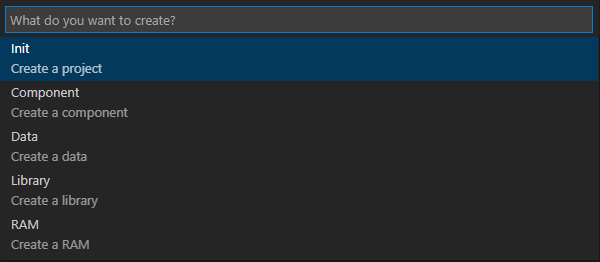 What do you want to create?
Init
Create a project
Component
Create a component
Data
Create a data
Library
Create a library
RAM
Create a RAM